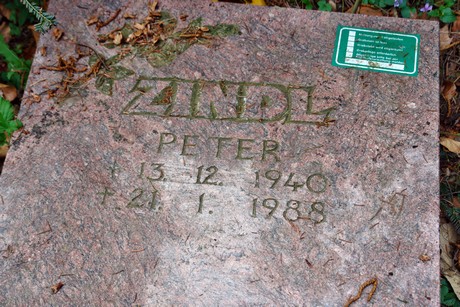 ZINDL
PETER
* 13. 12. 1940
+ 21. 1. 1988